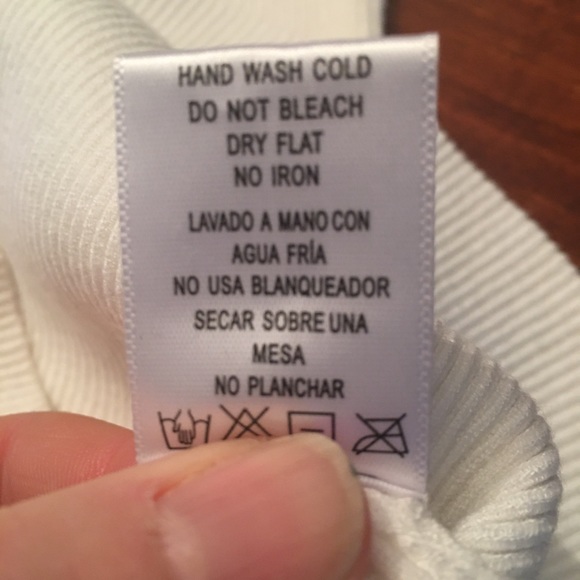 HAND WASH COLD
DO NOT BLEACH
DRY FLAT
NO IRON
LAVADO A MANO CON
AGUA FRÍA
NO USA BLANQUEADOR
SECAR SOBRE UNA
MESA
NO PLANCHAR